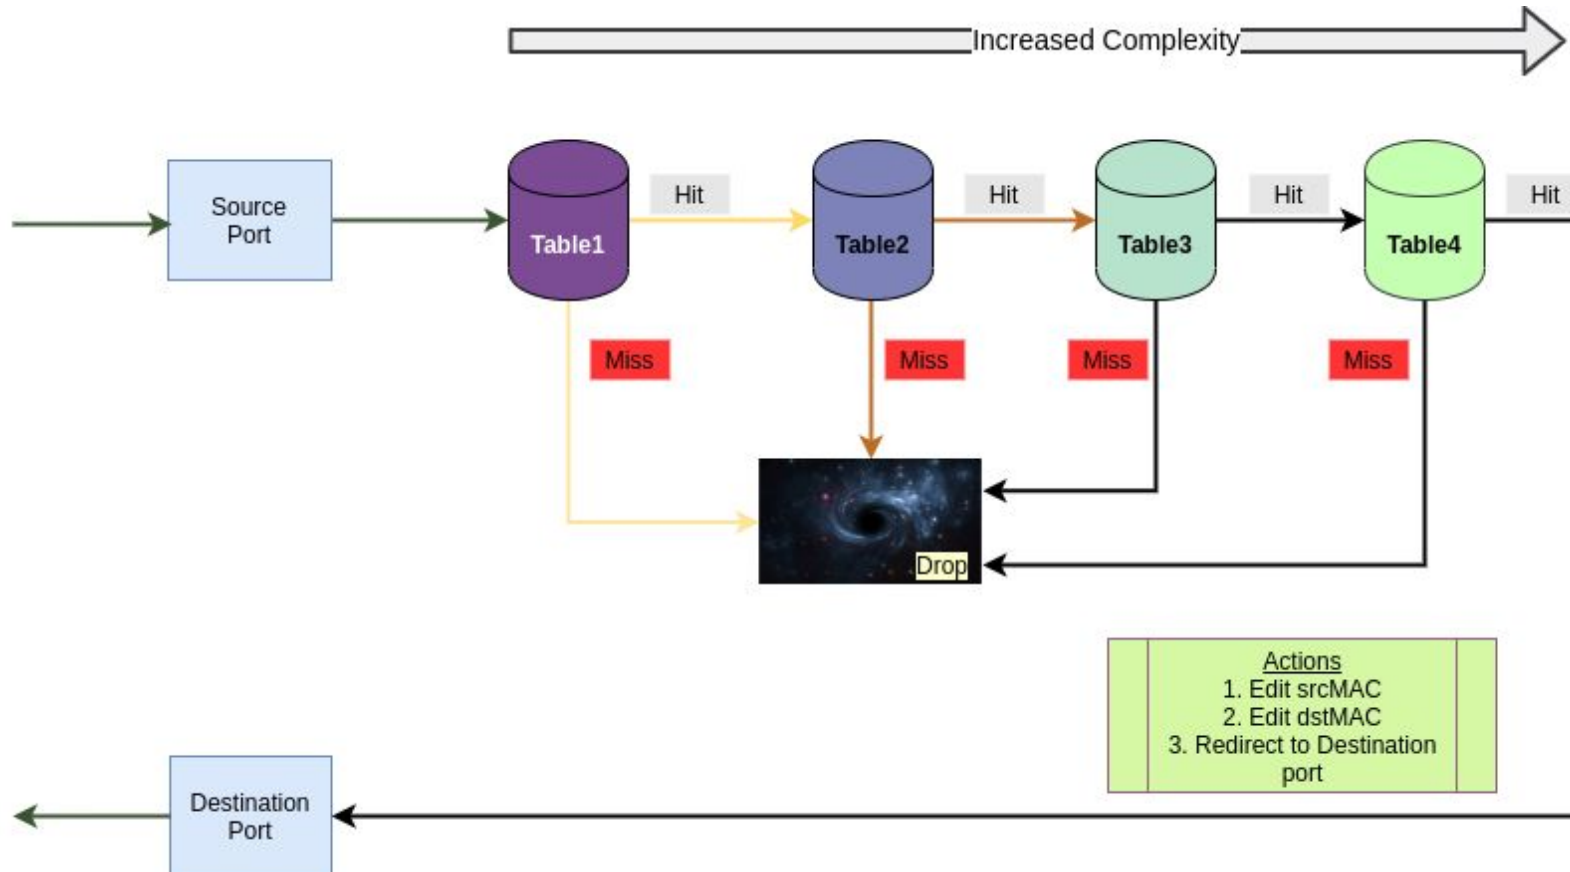 Increased Complexity
Source
Port
Hit
Hit
Hit
Hit
Table1
Table2
Table3
Table4
Miss
Miss
Miss
Miss
Drop
Actions
1. Edit srcMAC
2. Edit dstMAC
3. Redirect to Destination
port
Destination
Port